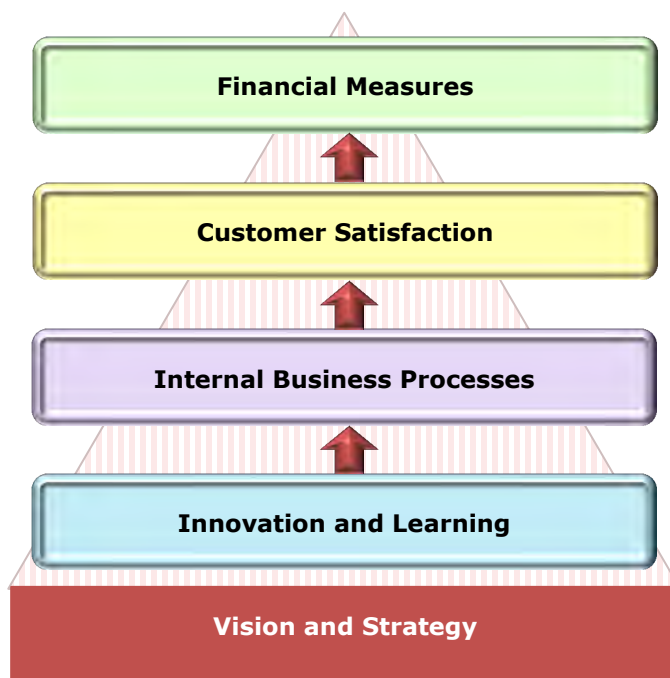 Financial Measures
Customer Satisfaction
Internal Business Processes
Innovation and Learning
Vision and Strategy